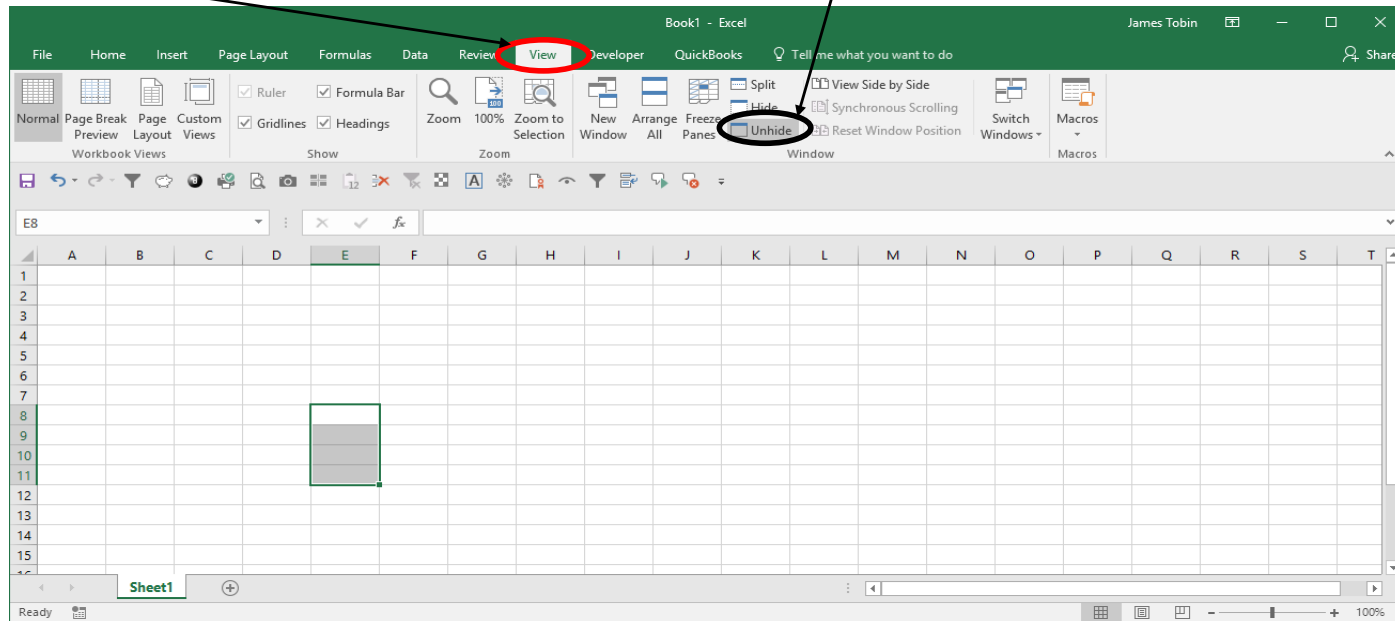 Book1 - Excel James Tobin
File Home Insert Page Layout Formulas Data Review View Developer QuickBooks Tell me what you want to do Share
Ruler Formula Bar Split View Side by Side
Hide Synchronous Scrolling
Gridlines Headings Unhide Reset Window Position
Normal Page Break Preview Page Layout Custom Views Zoom 100% Zoom to Selection New Window Arrange All Freeze Panes Switch Windows Macros
Workbook Views Show Zoom Window Macros
E8 fx
A B C D E F G H I J K L M N O P Q R S T
1
2
3
4
5
6
7
8
9
10
11
12
13
14
15
Sheet1
Ready 100%